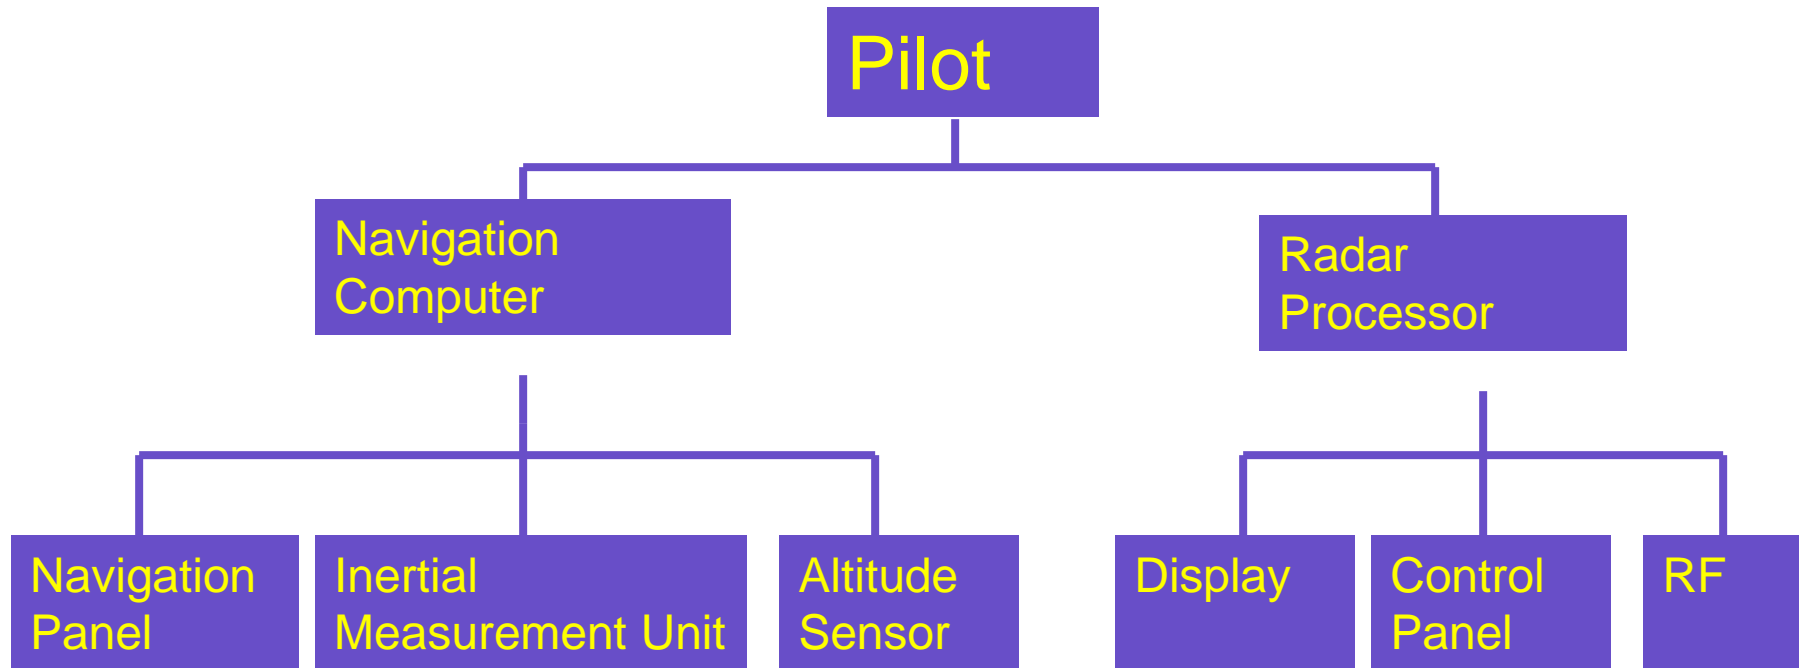 Pilot
Navigation
Computer
Radar
Processor
Navigation
Panel
Inertial
Measurement Unit
Altitude
Sensor
Display
Control
Panel
RF